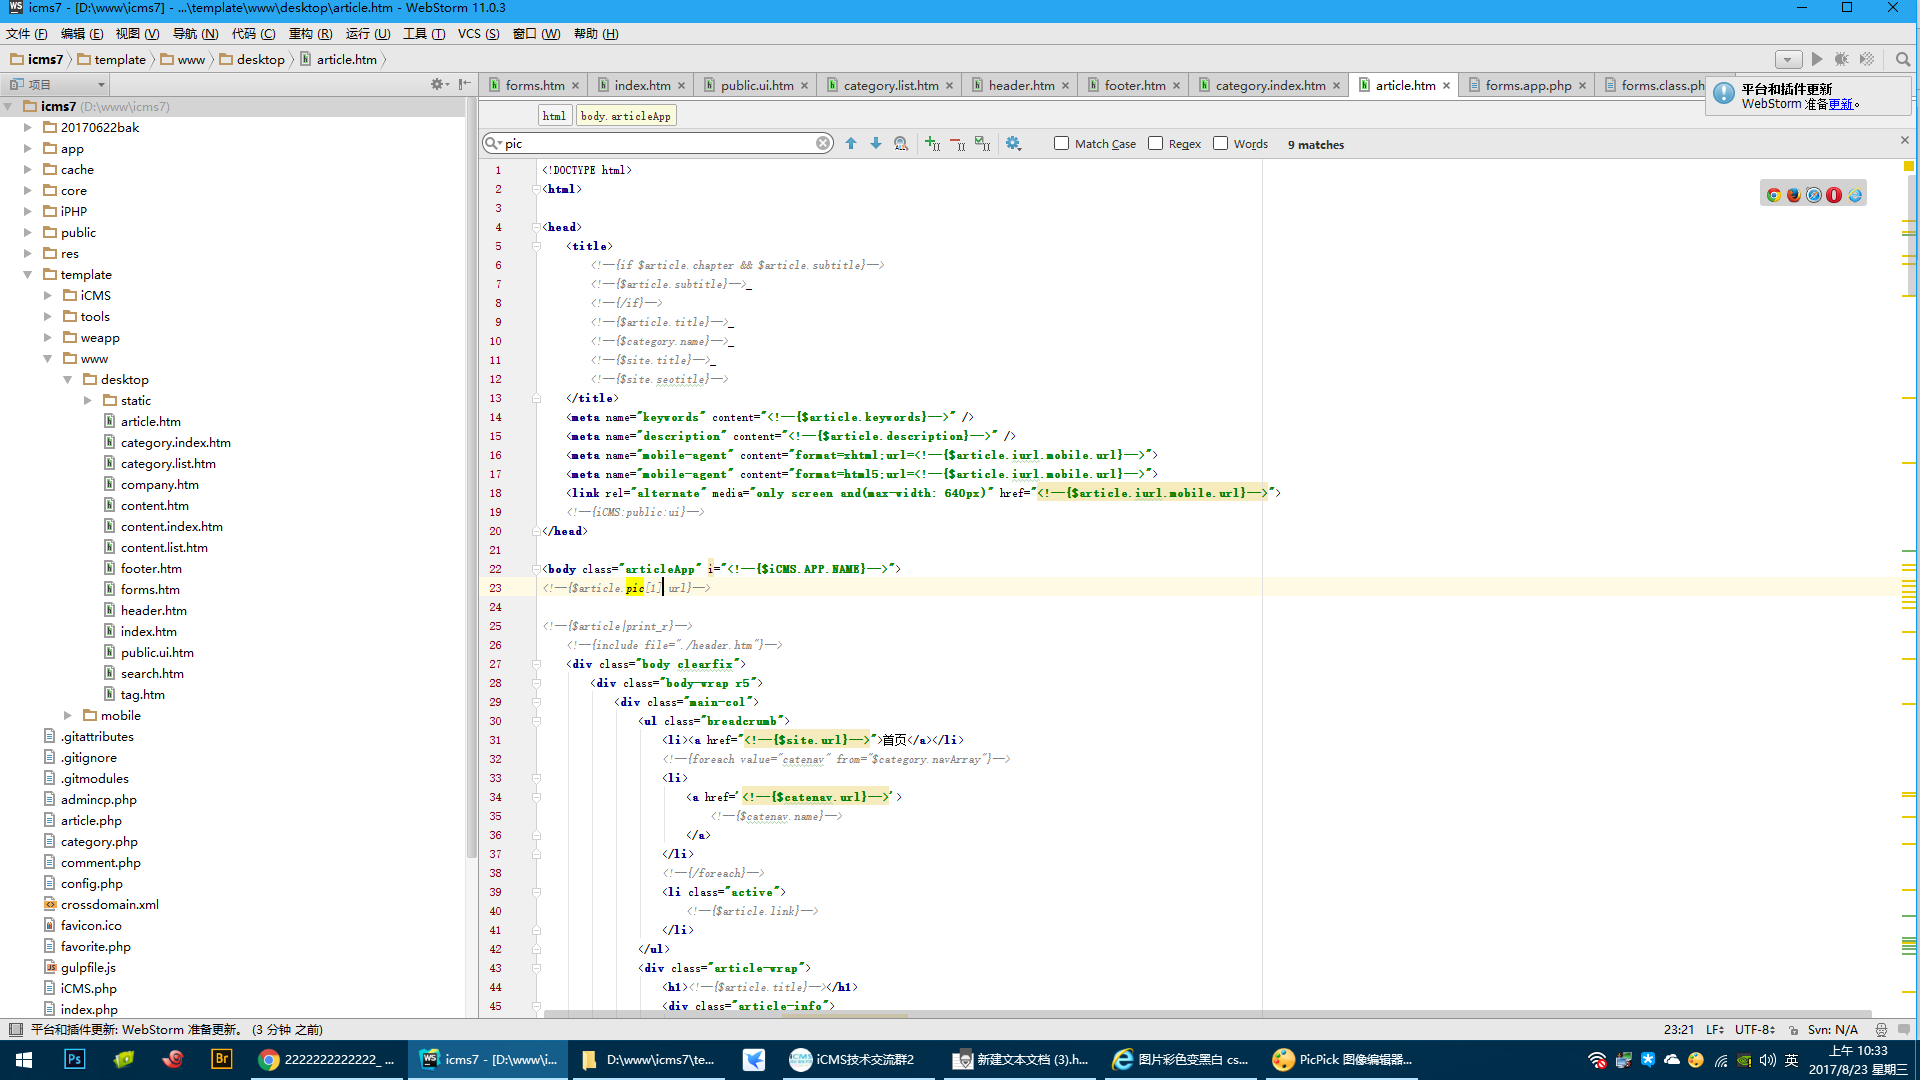 icms7 - [D:\www\icms7] - ...\template\www\desktop\article.htm - WebStorm 11.0.3
文件 (F) 编辑 (E) 视图 (V) 导航 (N) 代码 (C) 重构 (R) 运行 (U) 工具 (T) VCS (S) 窗口 (W) 帮助 (H)
icms7 template www desktop article.htm
项目
forms.htm index.htm public.ui.htm category.list.htm header.htm footer.htm category.index.htm article.htm forms.app.php forms.class.ph
平台和插件更新
WebStorm 准备更新。
html body.articleApp
pic Match Case Regex Words 9 matches
icms7 (D:\www\icms7)
20170622bak
app
cache
core
iPHP
public
res
template
iCMS
tools
weapp
www
desktop
static
article.htm
category.index.htm
category.list.htm
company.htm
content.htm
content.index.htm
content.list.htm
footer.htm
forms.htm
header.htm
index.htm
public.ui.htm
search.htm
tag.htm
mobile
.gitattributes
.gitignore
.gitmodules
admincp.php
article.php
category.php
comment.php
config.php
crossdomain.xml
favicon.ico
favorite.php
gulpfile.js
iCMS.php
index.php
1 <!DOCTYPE html>
2 <html>
3
4 <head>
5 <title>
6 <!--{if $article.chapter && $article.subtitle}-->
7 <!--{$article.subtitle}-->_
8 <!--{/if}-->
9 <!--{$article.title}-->_
10 <!--{$category.name}-->_
11 <!--{$site.title}-->_
12 <!--{$site.seotitle}-->
13 </title>
14 <meta name="keywords" content="<!--{$article.keywords}-->" />
15 <meta name="description" content="<!--{$article.description}-->" />
16 <meta name="mobile-agent" content="format=xhtml;url=<!--{$article.iurl.mobile.url}-->">
17 <meta name="mobile-agent" content="format=html5;url=<!--{$article.iurl.mobile.url}-->">
18 <link rel="alternate" media="only screen and(max-width: 640px)" href="<!--{$article.iurl.mobile.url}-->">
19 <!--{iCMS:public:ui}-->
20 </head>
21
22 <body class="articleApp" i="<!--{$iCMS.APP.NAME}-->">
23 <!--{$article.pic[1] url}-->
24
25 <!--{$article|print_r}-->
26 <!--{include file="./header.htm"}-->
27 <div class="body clearfix">
28 <div class="body-wrap r5">
29 <div class="main-col">
30 <ul class="breadcrumb">
31 <li><a href="<!--{$site.url}-->">首页</a></li>
32 <!--{foreach value="catenav" from="$category.navArray"}-->
33 <li>
34 <a href='<!--{$catenav.url}-->'>
35 <!--{$catenav.name}-->
36 </a>
37 </li>
38 <!--{/foreach}-->
39 <li class="active">
40 <!--{$article.link}-->
41 </li>
42 </ul>
43 <div class="article-wrap">
44 <h1><!--{$article.title}--></h1>
45 <div class="article-info">
平台和插件更新: WebStorm 准备更新。 (3 分钟 之前) 23:21 LF UTF-8 Svn: N/A
Ps Br 2222222222222_ ... icms7 - [D:\www\i... D:\www\icms7\te... iCMS技术交流群2 新建文本文档 (3).h... 图片彩色变黑白 cs... PicPick 图像编辑器... 英
上午 10:33
2017/8/23 星期三